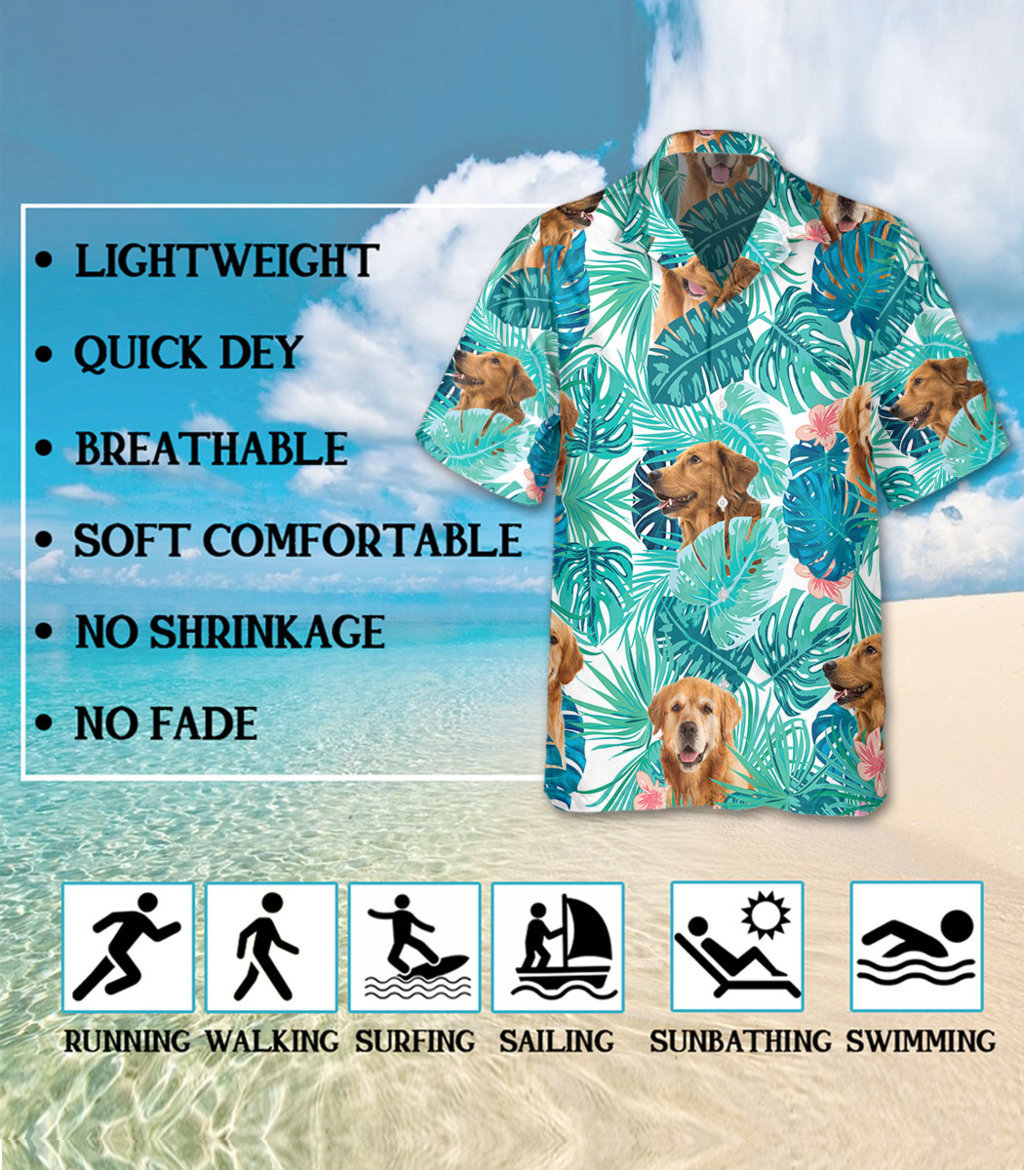 • LIGHTWEIGHT
• QUICK DEY
• BREATHABLE
• SOFT COMFORTABLE
• NO SHRINKAGE
• NO FADE
RUNNING WALKING SURFING SAILING SUNBATHING SWIMMING